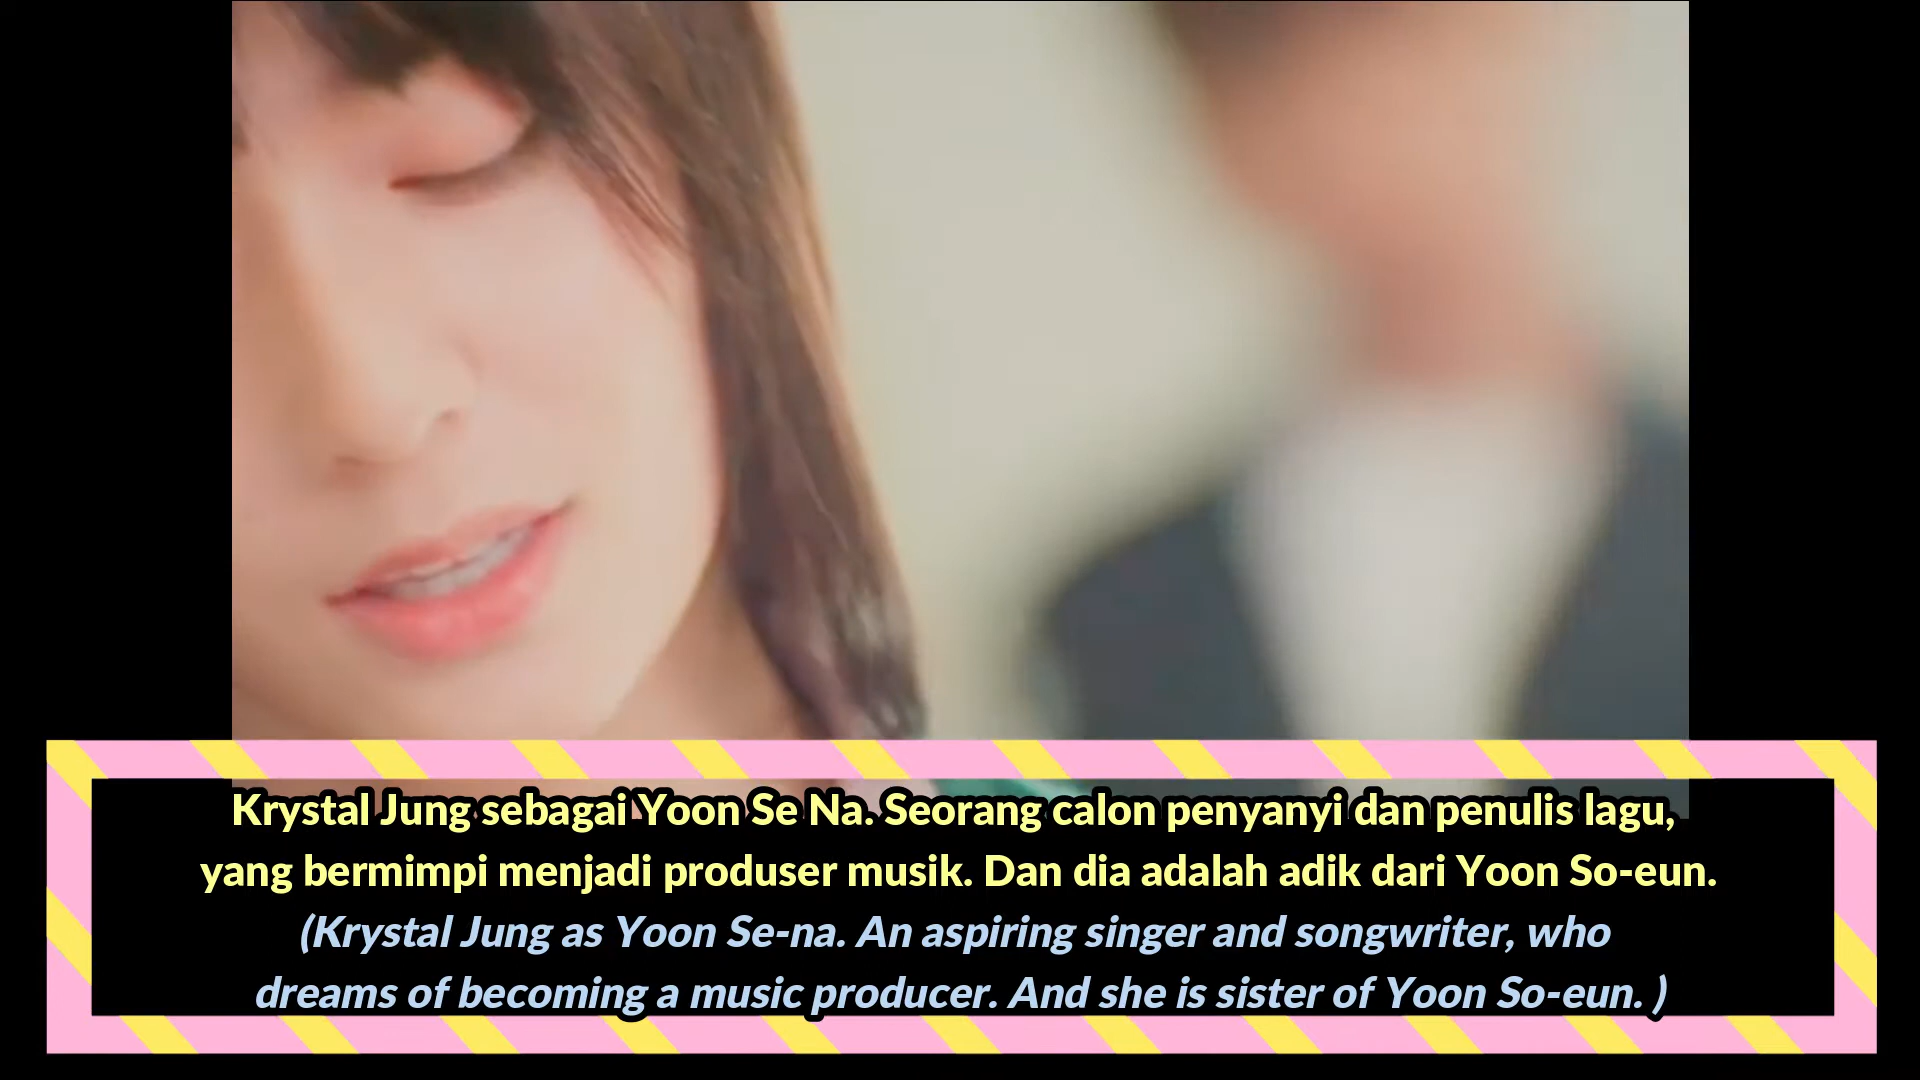 Krystal Jung sebagai Yoon Se Na. Seorang calon penyanyi dan penulis lagu,
yang bermimpi menjadi produser musik. Dan dia adalah adik dari Yoon So-eun.
(Krystal Jung as Yoon Se-na. An aspiring singer and songwriter, who
dreams of becoming a music producer. And she is sister of Yoon So-eun. )